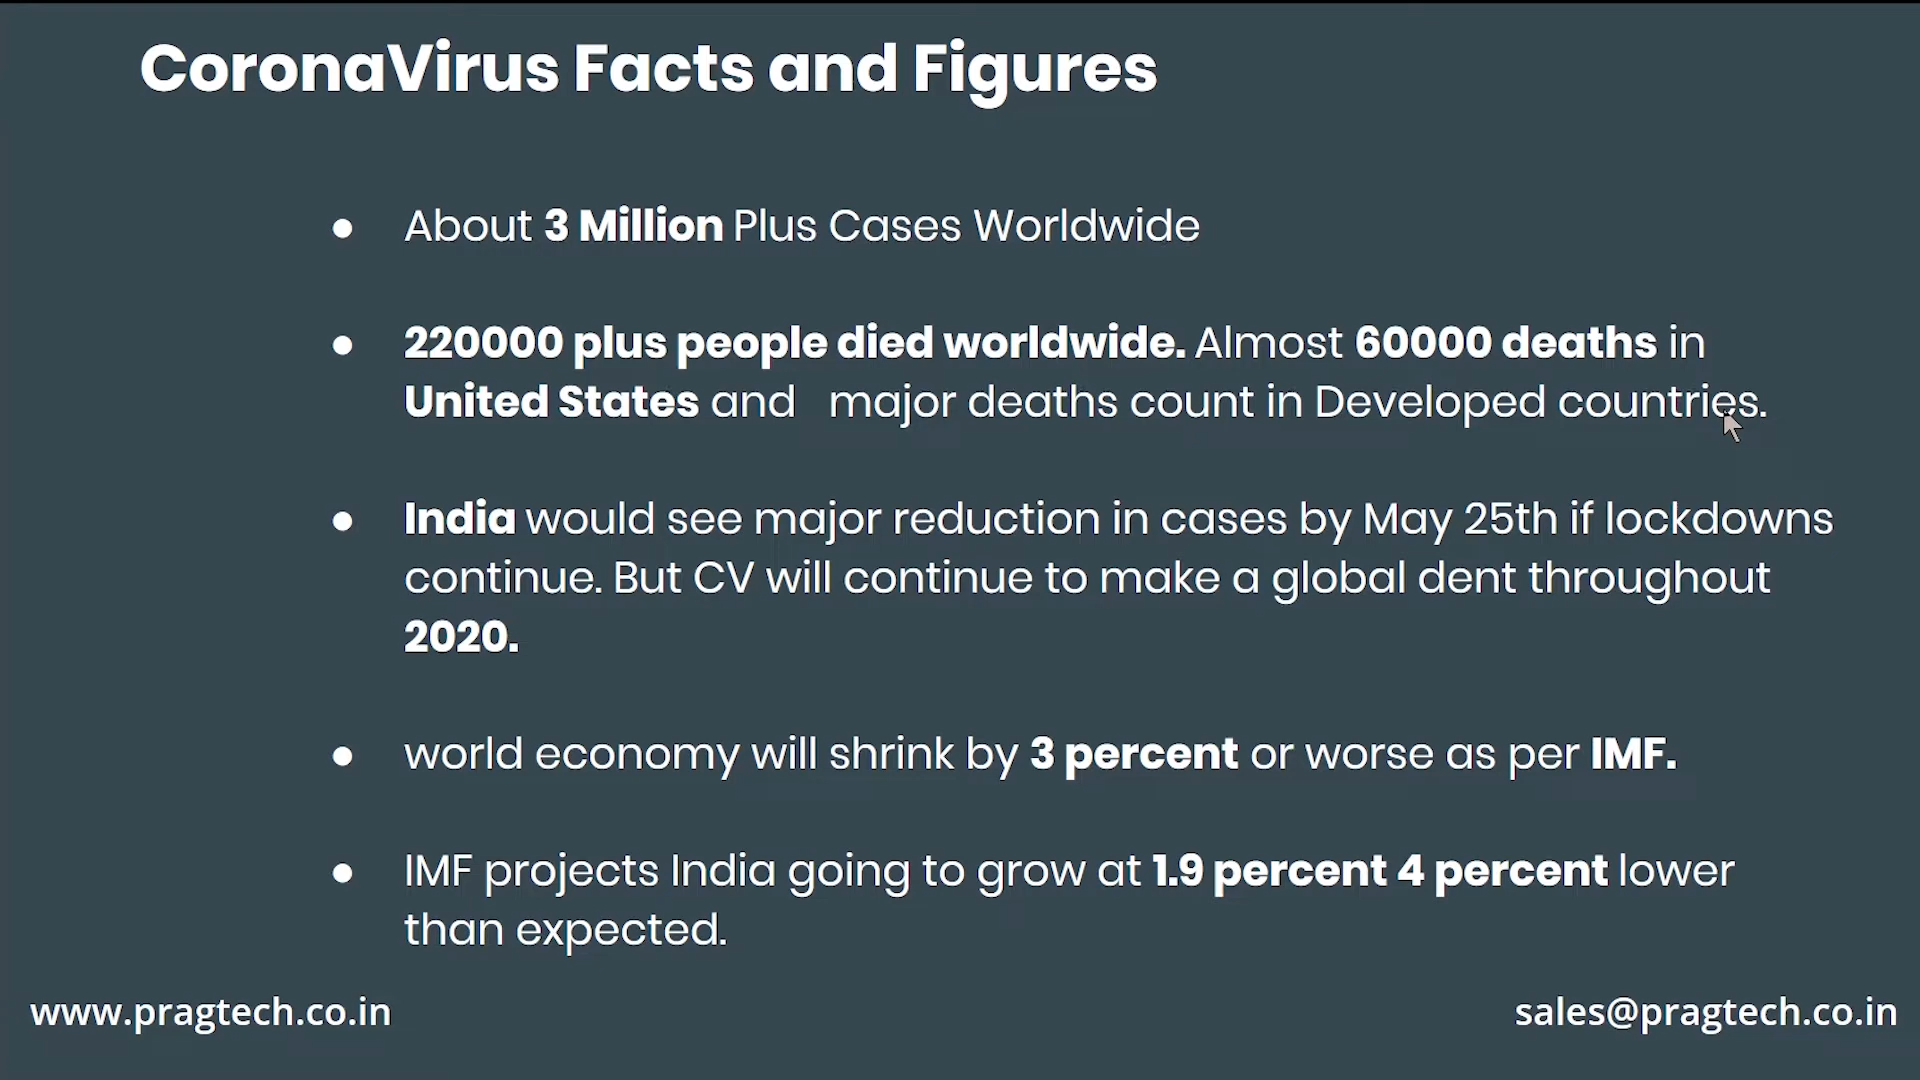 CoronaVirus Facts and Figures
● About 3 Million Plus Cases Worldwide
● 220000 plus people died worldwide. Almost 60000 deaths in
United States and   major deaths count in Developed countries.
● India would see major reduction in cases by May 25th if lockdowns
continue. But CV will continue to make a global dent throughout
2020.
● world economy will shrink by 3 percent or worse as per IMF.
● IMF projects India going to grow at 1.9 percent 4 percent lower
than expected.
www.pragtech.co.in
sales@pragtech.co.in